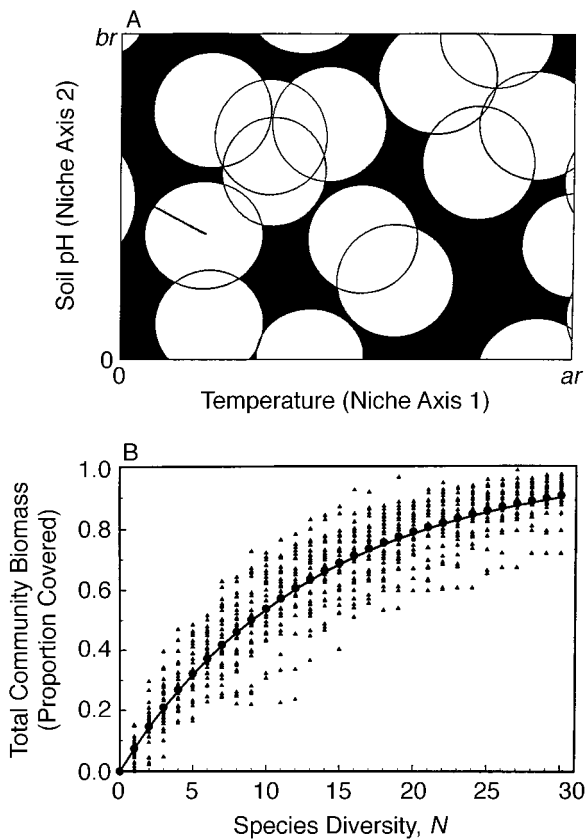 A
br
Soil pH (Niche Axis 2)
0
0
ar
Temperature (Niche Axis 1)
B
Total Community Biomass
(Proportion Covered)
1.0
0.8
0.6
0.4
0.2
0.0
0 5 10 15 20 25 30
Species Diversity, N